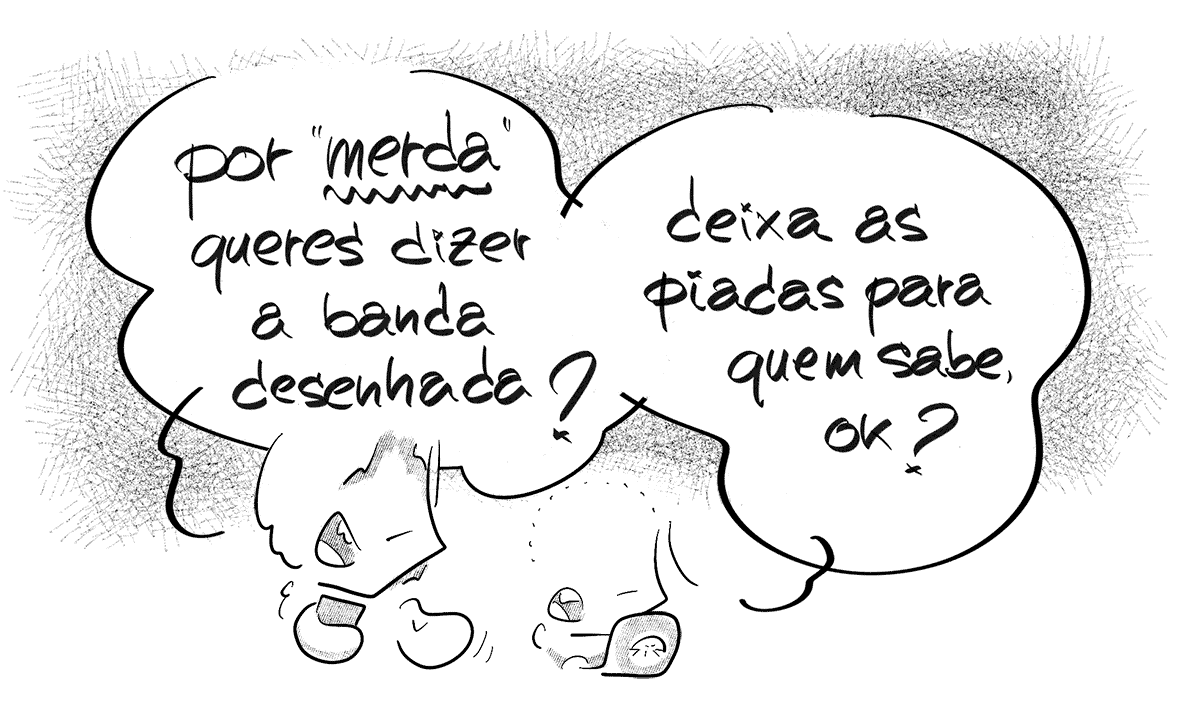 por "merda"
queres dizer
a banda
desenhada?
deixa as
piadas para
quem sabe,
ok?